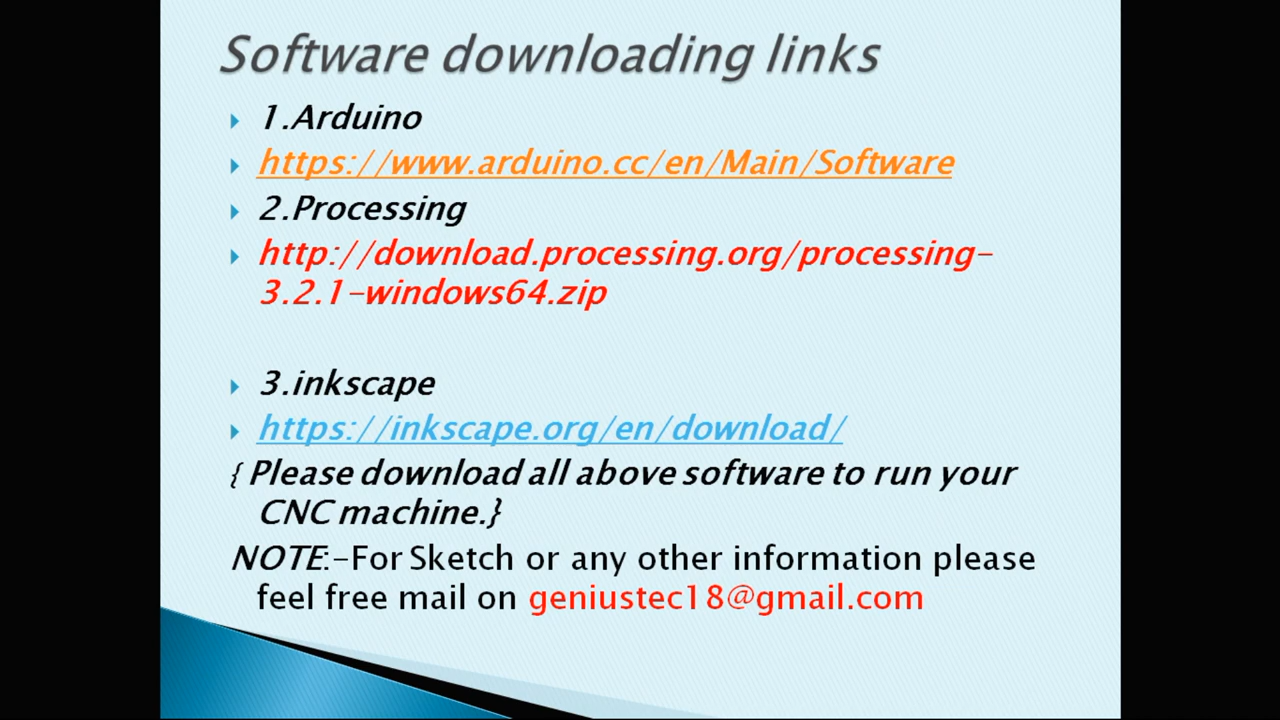 Software downloading links
1.Arduino
https://www.arduino.cc/en/Main/Software
2.Processing
http://download.processing.org/processing-
3.2.1-windows64.zip
3.inkscape
https://inkscape.org/en/download/
{ Please download all above software to run your
CNC machine.}
NOTE:-For Sketch or any other information please
feel free mail on geniustec18@gmail.com